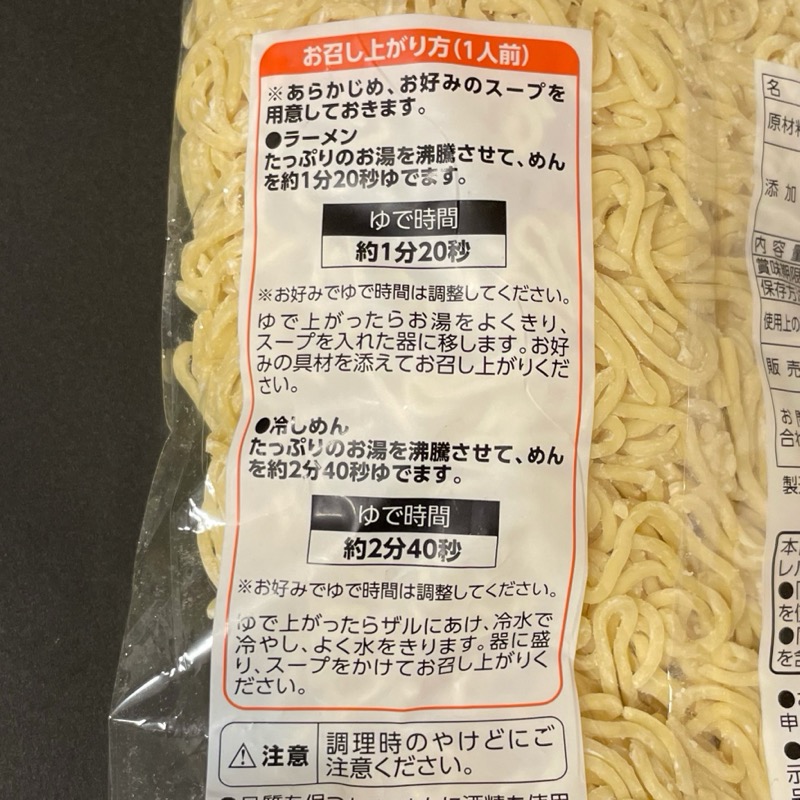 お召し上がり方(1人前)
※あらかじめ、お好みのスープを
用意しておきます。
●ラーメン
たっぷりのお湯を沸騰させて、めん
を約1分20秒ゆでます。
ゆで時間
約1分20秒
※お好みでゆで時間は調整してください。
ゆで上がったらお湯をよくきり、
スープを入れた器に移します。お好
みの具材を添えてお召し上がりくだ
さい。
●冷しめん
たっぷりのお湯を沸騰させて、めん
を約2分40秒ゆでます。
ゆで時間
約2分40秒
※お好みでゆで時間は調整してください。
ゆで上がったらザルにあけ、冷水で
冷やし、よく水をきります。器に盛
り、スープをかけてお召し上がりく
ださい。
⚠注意
調理時のやけどにご
注意ください。
名
原材料
添加
内容量
賞味期限
保存方
使用上の
販売
お問
合わ
製
本
レ
を
を含
申
示